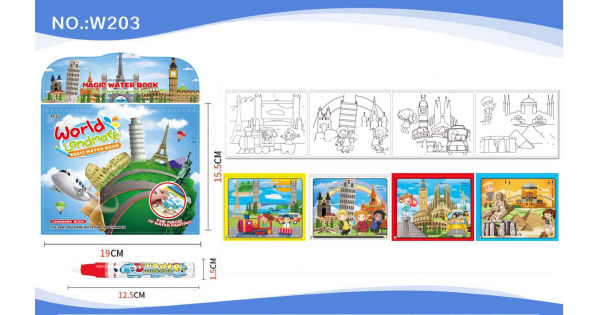 NO.:W203
MAGIC WATER BOOK
World
Landmark
MAGIC WATER BOOK
THE MAGIC
OF WATER PAINTING
LANDMARK BOOK
15.5CM
19CM
1.5CM
12.5CM